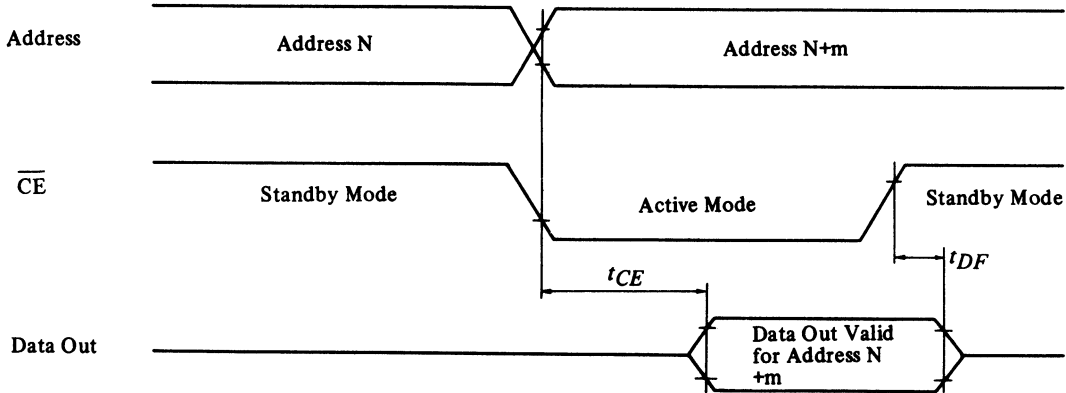 Address
Address N
Address N+m
CE
Standby Mode
Active Mode
Standby Mode
tCE
tDF
Data Out
Data Out Valid
for Address N
+m